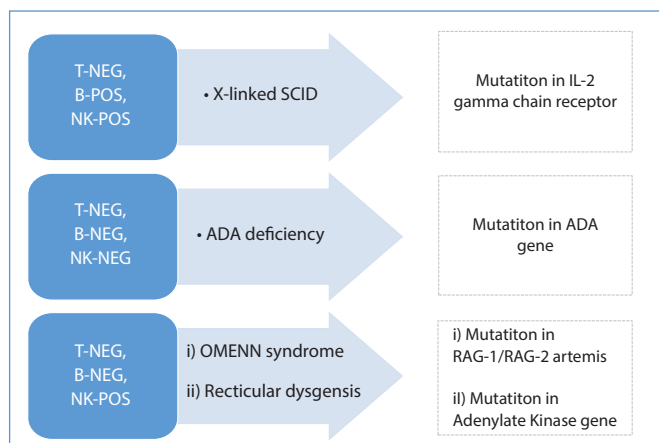 T-NEG,
B-POS,
NK-POS
• X-linked SCID
Mutatiton in IL-2
gamma chain receptor
T-NEG,
B-NEG,
NK-NEG
• ADA deficiency
Mutatiton in ADA
gene
T-NEG,
B-NEG,
NK-POS
i) OMENN syndrome
ii) Recticular dysgensis
i) Mutatiton in
RAG-1/RAG-2 artemis
il) Mutatiton in
Adenylate Kinase gene